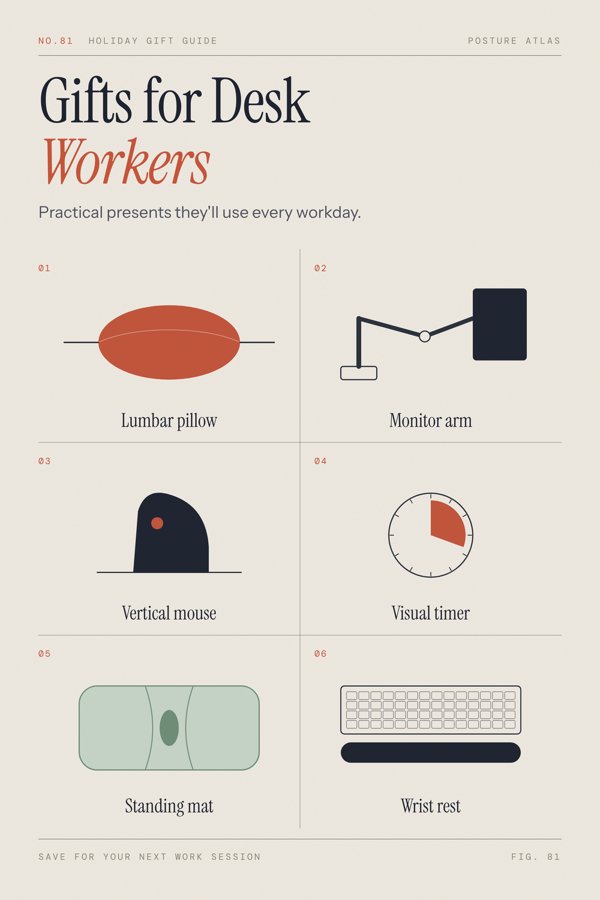 NO.81 HOLIDAY GIFT GUIDE
POSTURE ATLAS
Gifts for Desk
Workers
Practical presents they'll use every workday.
01
Lumbar pillow
02
Monitor arm
03
Vertical mouse
04
Visual timer
05
Standing mat
06
Wrist rest
SAVE FOR YOUR NEXT WORK SESSION
FIG. 81